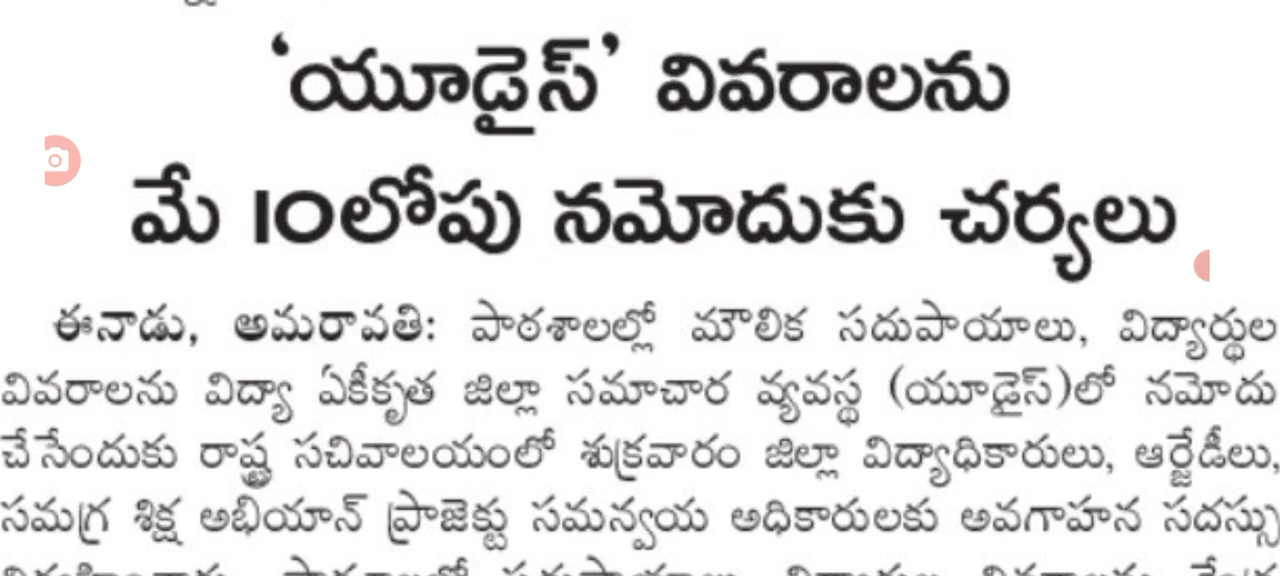 ‘యూడైస్’ వివరాలను
మే 10లోపు నమోదుకు చర్యలు
ఈనాడు, అమరావతి: పాఠశాలల్లో మౌలిక సదుపాయాలు, విద్యార్థుల
వివరాలను విద్యా ఏకీకృత జిల్లా సమాచార వ్యవస్థ (యూడైస్)లో నమోదు
చేసేందుకు రాష్ట్ర సచివాలయంలో శుక్రవారం జిల్లా విద్యాధికారులు, ఆర్జేడీలు,
సమగ్ర శిక్ష అభియాన్ ప్రాజెక్టు సమన్వయ అధికారులకు అవగాహన సదస్సు